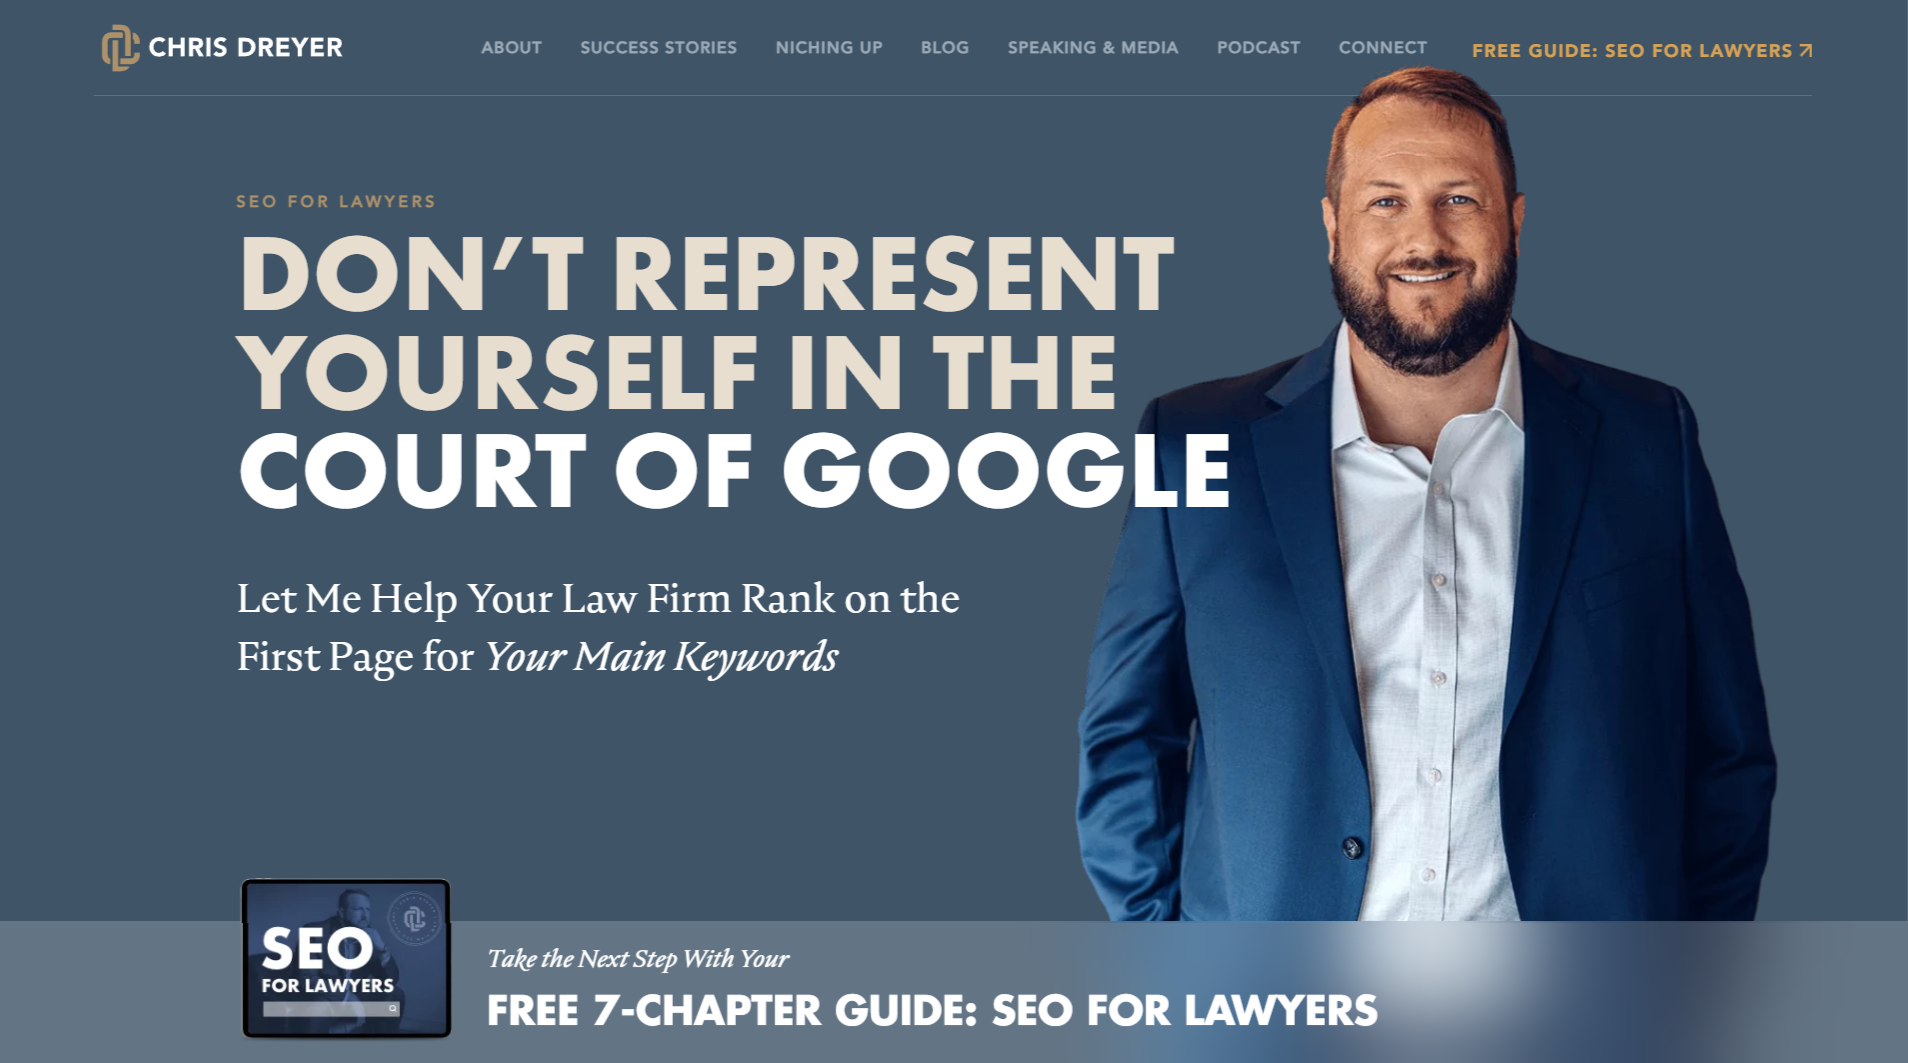 CHRIS DREYER
ABOUT SUCCESS STORIES NICHING UP BLOG SPEAKING & MEDIA PODCAST CONNECT FREE GUIDE: SEO FOR LAWYERS
SEO FOR LAWYERS
DON’T REPRESENT
YOURSELF IN THE
COURT OF GOOGLE
Let Me Help Your Law Firm Rank on the
First Page for Your Main Keywords
SEO
FOR LAWYERS
Take the Next Step With Your
FREE 7-CHAPTER GUIDE: SEO FOR LAWYERS